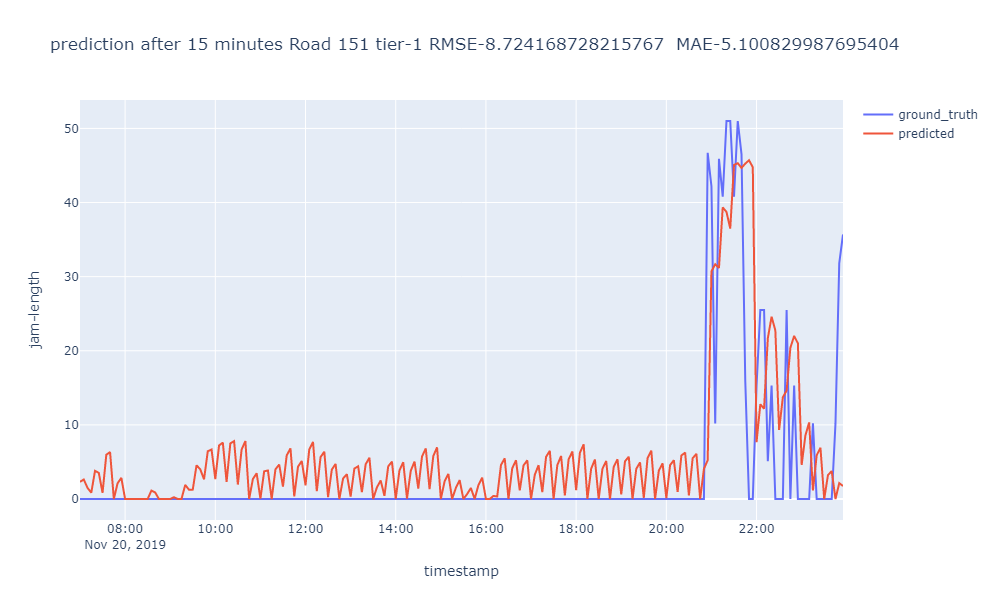 prediction after 15 minutes Road 151 tier-1 RMSE-8.724168728215767  MAE-5.100829987695404
ground_truth
predicted
50
40
30
20
10
0
jam-length
08:00 10:00 12:00 14:00 16:00 18:00 20:00 22:00
Nov 20, 2019
timestamp